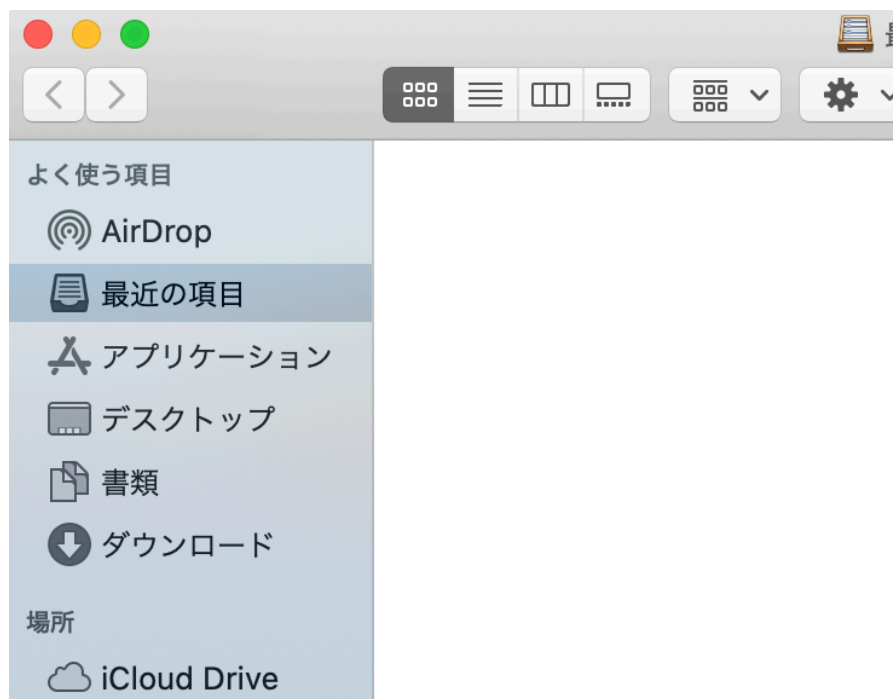 よく使う項目
AirDrop
最近の項目
アプリケーション
デスクトップ
書類
ダウンロード
場所
iCloud Drive